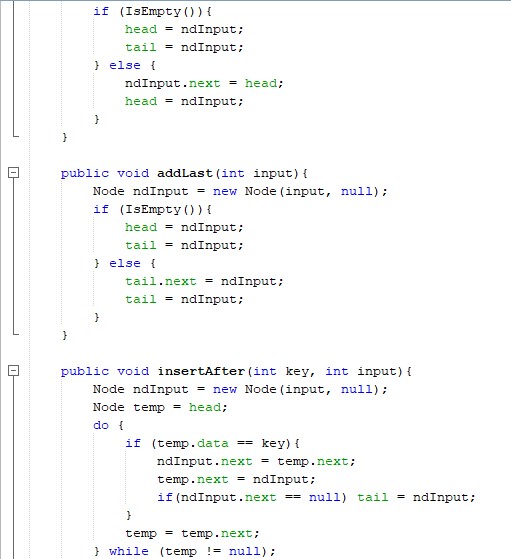 if (IsEmpty()){
head = ndInput;
tail = ndInput;
} else {
ndInput.next = head;
head = ndInput;
}
}
public void addLast(int input){
Node ndInput = new Node(input, null);
if (IsEmpty()){
head = ndInput;
tail = ndInput;
} else {
tail.next = ndInput;
tail = ndInput;
}
}
public void insertAfter(int key, int input){
Node ndInput = new Node(input, null);
Node temp = head;
do {
if (temp.data == key){
ndInput.next = temp.next;
temp.next = ndInput;
if(ndInput.next == null) tail = ndInput;
}
temp = temp.next;
} while (temp != null);